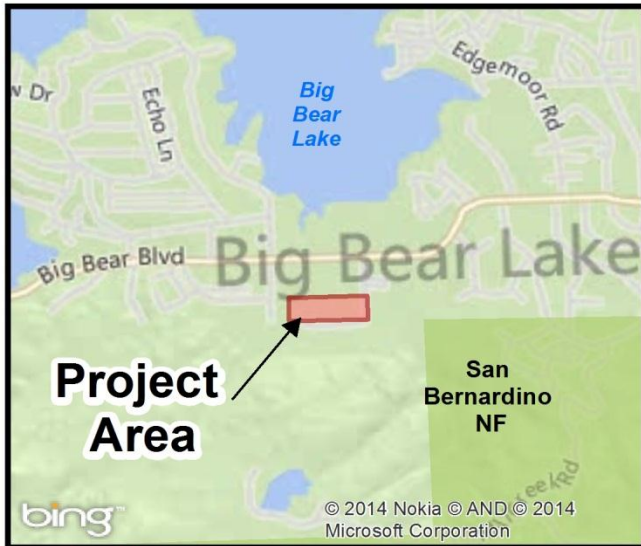 Big
Bear
Lake
Edgemoor Rd
w Dr
Echo Ln
Big Bear Blvd
Big Bear Lake
Project
Area
San
Bernardino
NF
bing™
© 2014 Nokia © AND © 2014
Microsoft Corporation